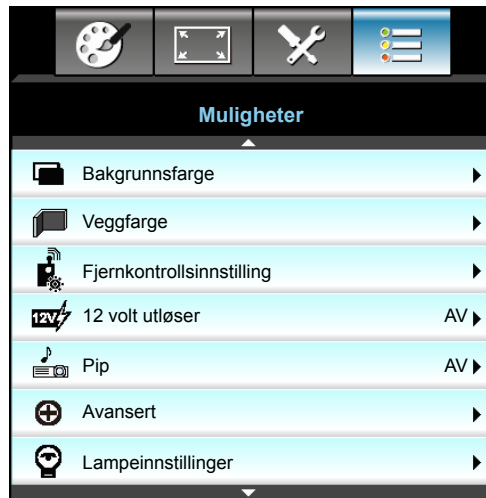 Muligheter
Bakgrunnsfarge
Veggfarge
Fjernkontrollsinnstilling
12V 12 volt utløser AV
Pip AV
Avansert
Lampeinnstillinger